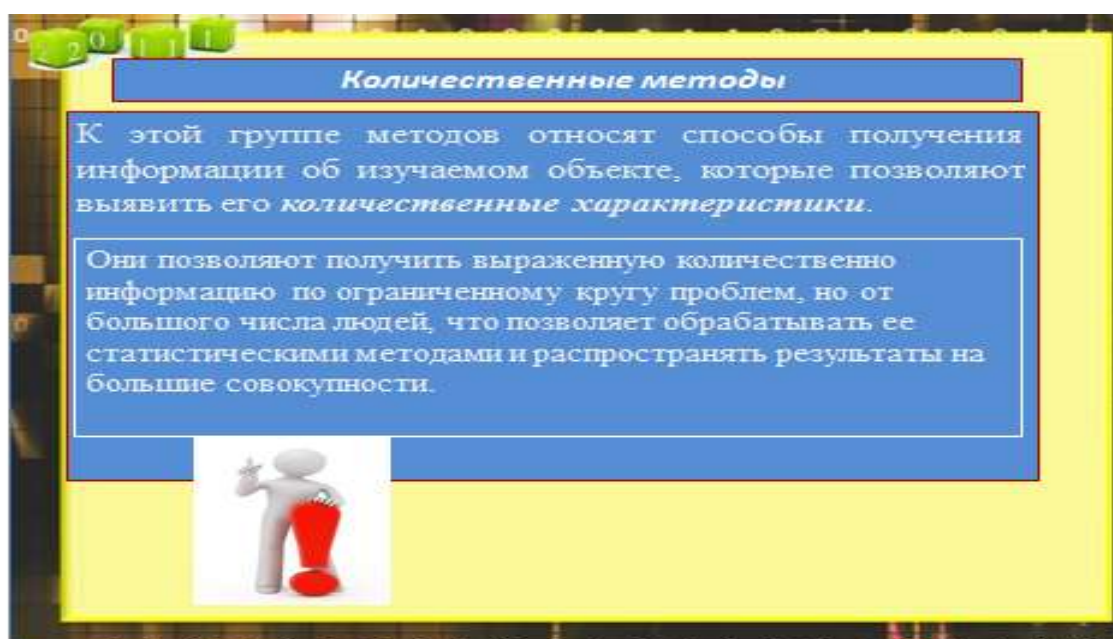 Количественные методы
К этой группе методов относят способы получения
информации об изучаемом объекте, которые позволяют
выявить его количественные характеристики.
Они позволяют получить выраженную количественно
информацию по ограниченному кругу проблем, но от
большого числа людей, что позволяет обрабатывать ее
статистическими методами и распространять результаты на
большие совокупности.